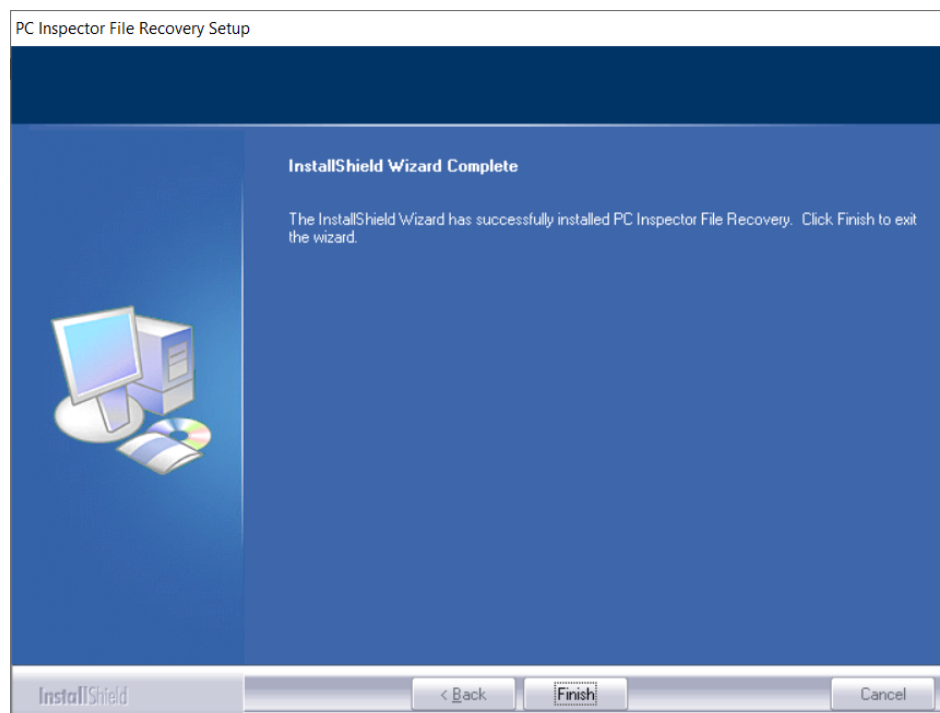 PC Inspector File Recovery Setup
InstallShield Wizard Complete
The InstallShield Wizard has successfully installed PC Inspector File Recovery. Click Finish to exit
the wizard.
InstallShield
< Back
Finish
Cancel